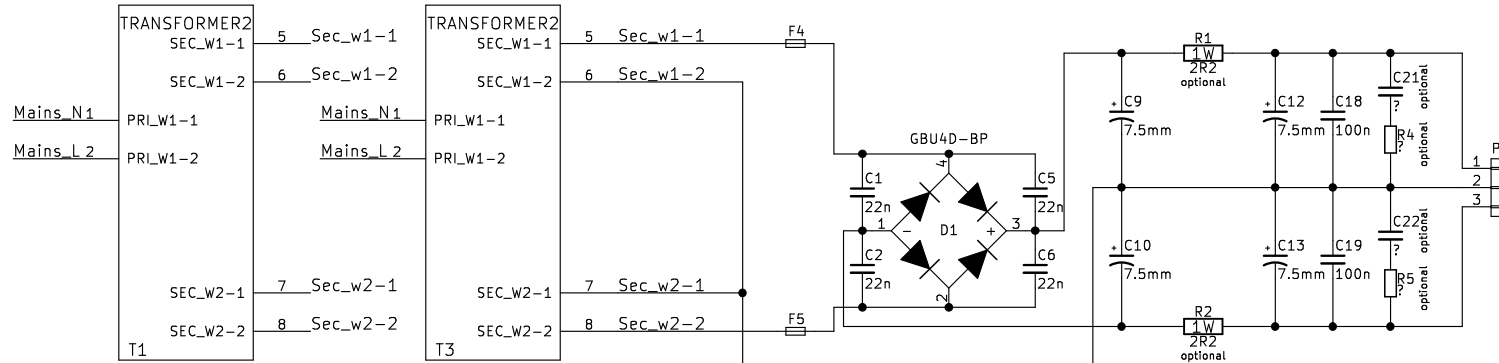 TRANSFORMER2
SEC_W1-1 5 Sec_w1-1
SEC_W1-2 6 Sec_w1-2
Mains_N 1 PRI_W1-1
Mains_L 2 PRI_W1-2
SEC_W2-1 7 Sec_w2-1
SEC_W2-2 8 Sec_w2-2
T1
TRANSFORMER2
SEC_W1-1 5 Sec_w1-1
SEC_W1-2 6 Sec_w1-2
Mains_N 1 PRI_W1-1
Mains_L 2 PRI_W1-2
SEC_W2-1 7 Sec_w2-1
SEC_W2-2 8 Sec_w2-2
T3
F4
F5
GBU4D-BP
C1
22n
C2
22n
4
1
-
D1
+
3
2
C5
22n
C6
22n
R1
1W
2R2
optional
+ C9
7.5mm
+ C10
7.5mm
+ C12
7.5mm
+ C13
7.5mm
C18
100n
C19
100n
C21
?
optional
R4
?
optional
C22
?
optional
R5
?
optional
R2
1W
2R2
optional
P
1
2
3